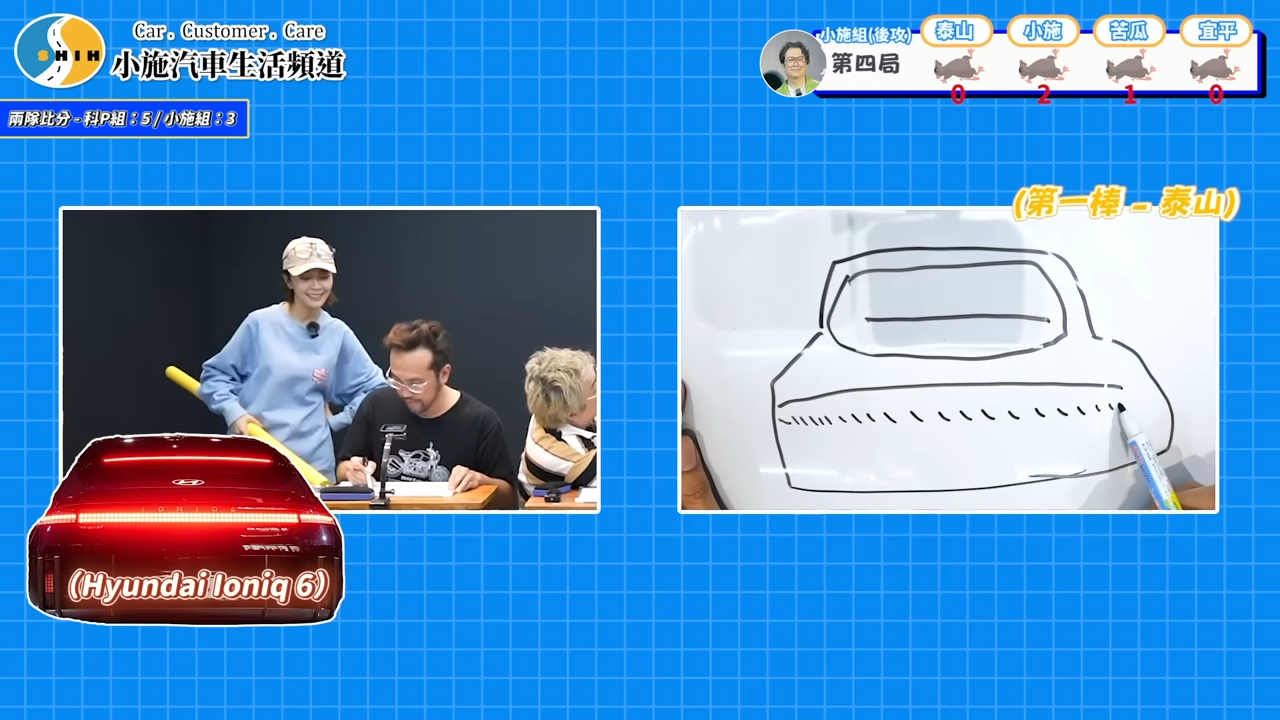 Car . Customer . Care
SHIH
小施汽車生活頻道
兩隊比分 - 科P組：5 / 小施組：3
小施組(後攻)
第四局
泰山
小施
苦瓜
宜平
0
2
1
0
(第一棒 - 泰山)
IONIQ 6
(Hyundai Ioniq 6)